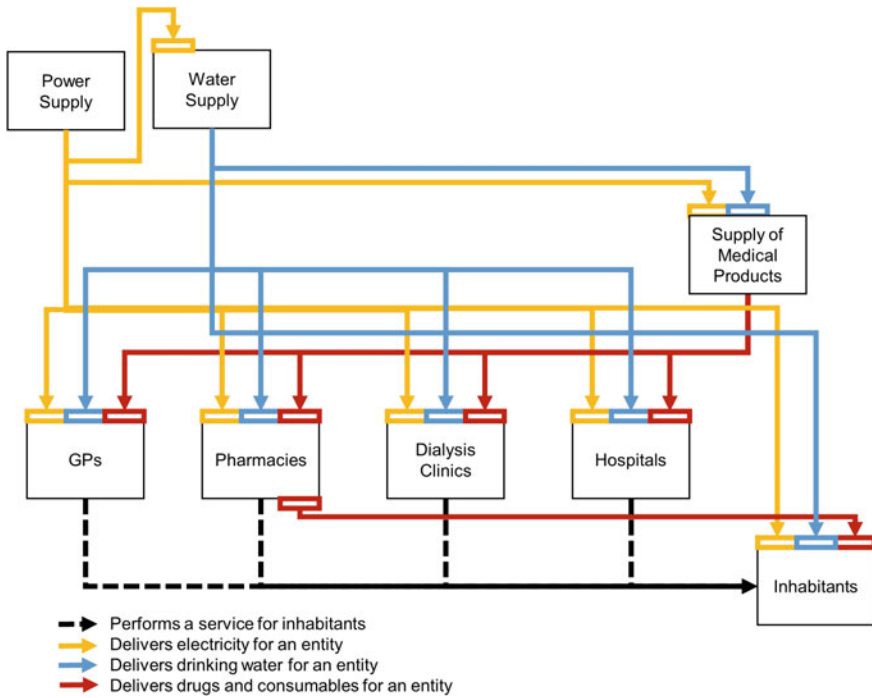 Power
Supply
Water
Supply
Supply of
Medical
Products
GPs
Pharmacies
Dialysis
Clinics
Hospitals
Inhabitants
Performs a service for inhabitants
Delivers electricity for an entity
Delivers drinking water for an entity
Delivers drugs and consumables for an entity